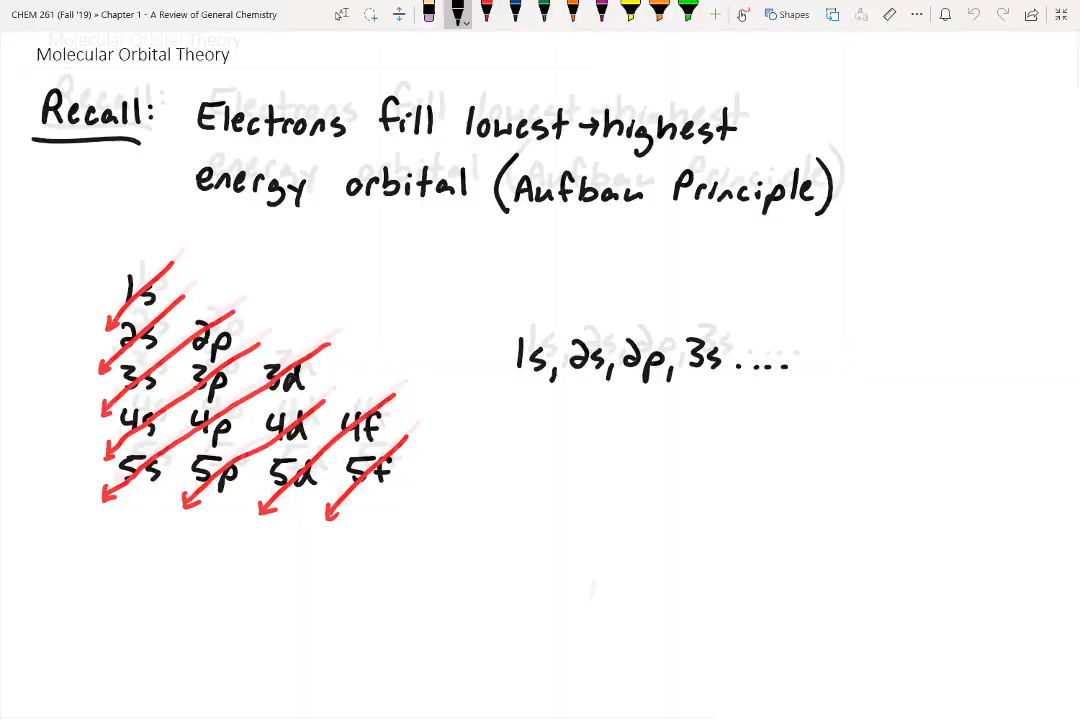 CHEM 261 (Fall '19) » Chapter 1 - A Review of General Chemistry
Shapes
Molecular Orbital Theory
Recall: Electrons fill lowest→highest
energy orbital (Aufbau Principle)
1s
2s 2p
3s 3p 3d
4s 4p 4d 4f
5s 5p 5d 5f
1s, 2s, 2p, 3s ....